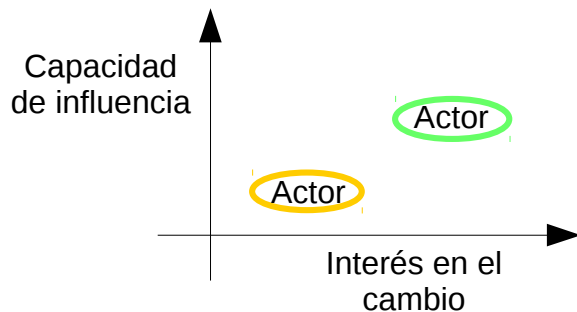 Capacidad
de influencia
Actor
Actor
Interés en el
cambio